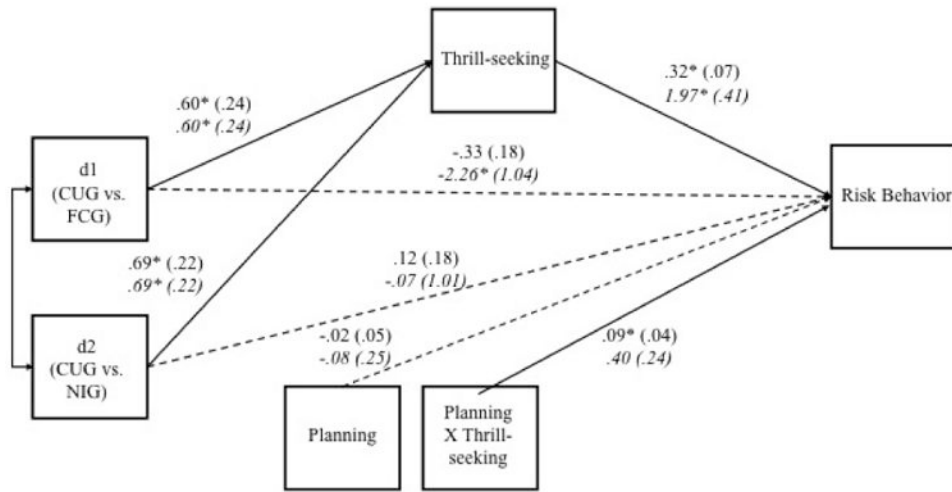 Thrill-seeking
.32* (.07)
1.97* (.41)
.60* (.24)
.60* (.24)
d1
(CUG vs.
FCG)
-.33 (.18)
-2.26* (1.04)
Risk Behavior
.69* (.22)
.69* (.22)
.12 (.18)
-.07 (1.01)
d2
(CUG vs.
NIG)
-.02 (.05)
-.08 (.25)
.09* (.04)
.40 (.24)
Planning
Planning
X Thrill-
seeking